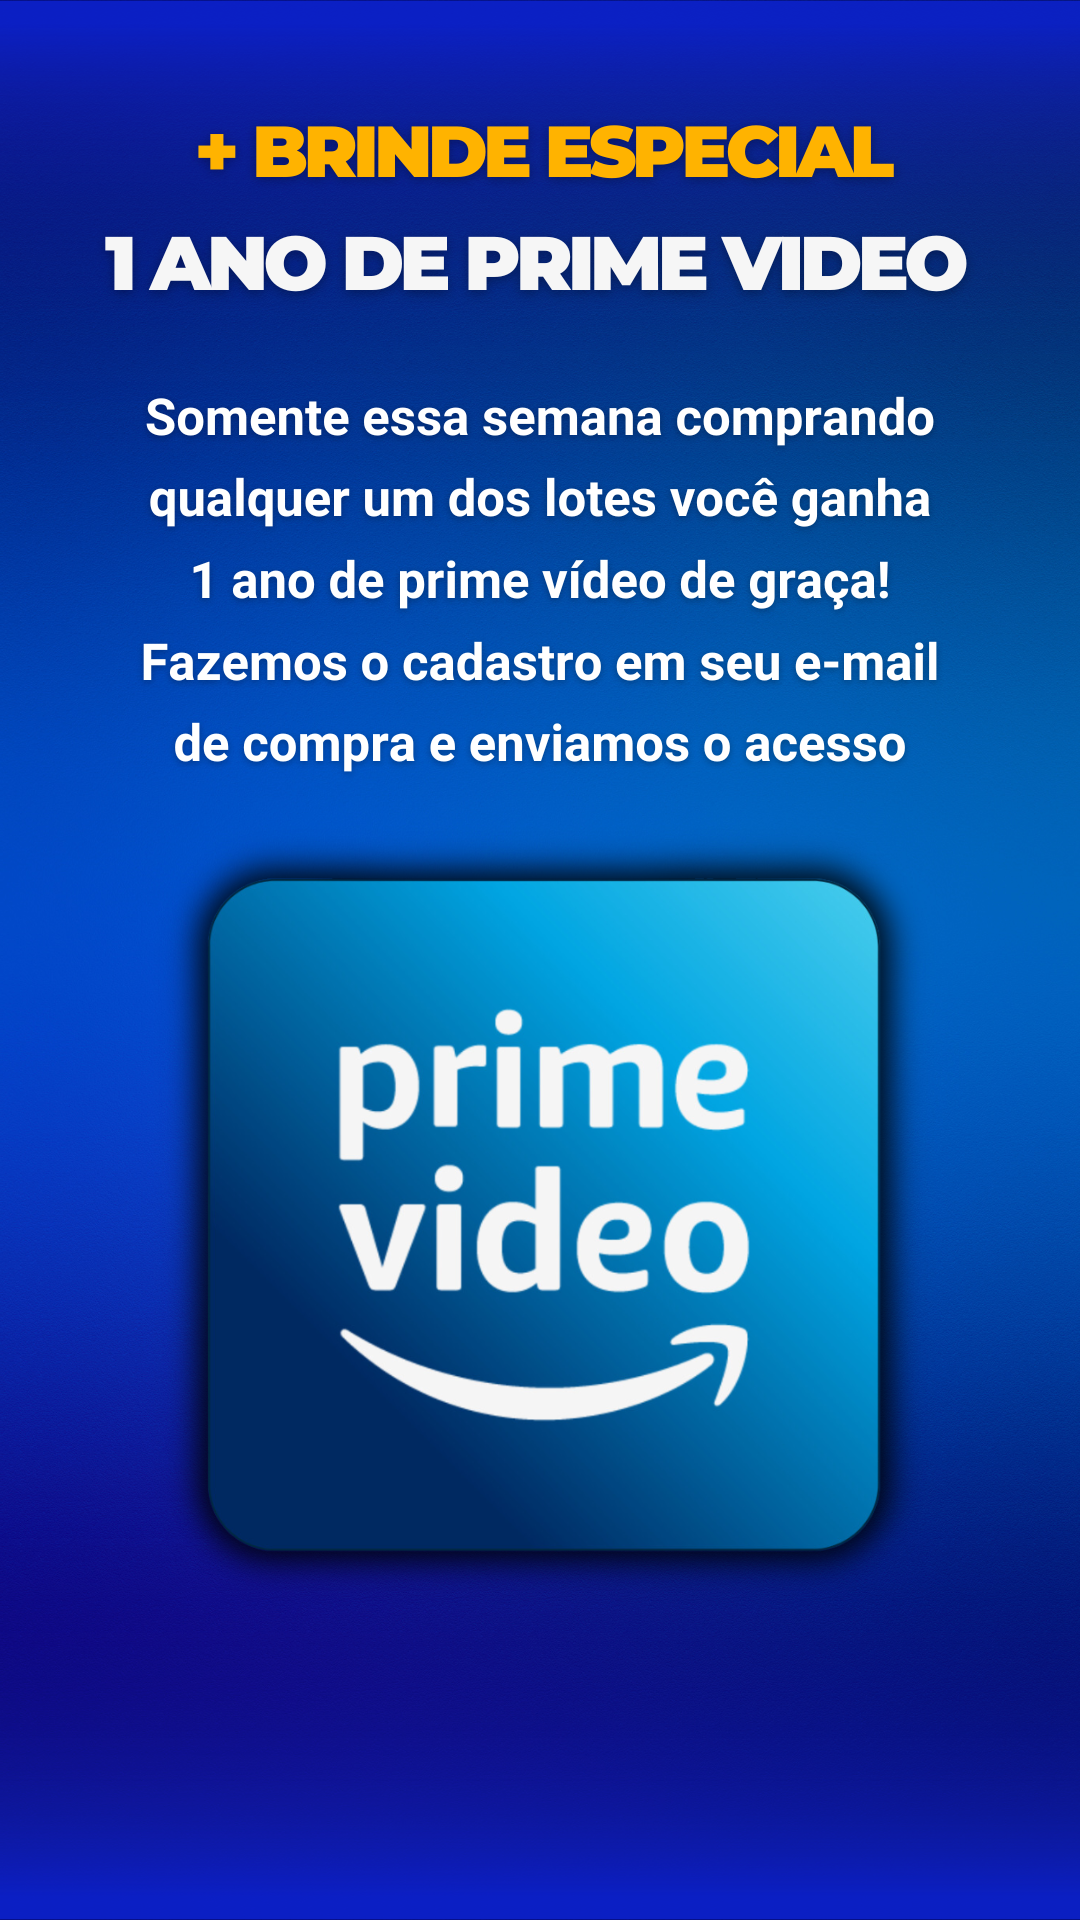 + BRINDE ESPECIAL
1 ANO DE PRIME VIDEO
Somente essa semana comprando
qualquer um dos lotes você ganha
1 ano de prime vídeo de graça!
Fazemos o cadastro em seu e-mail
de compra e enviamos o acesso
prime
video